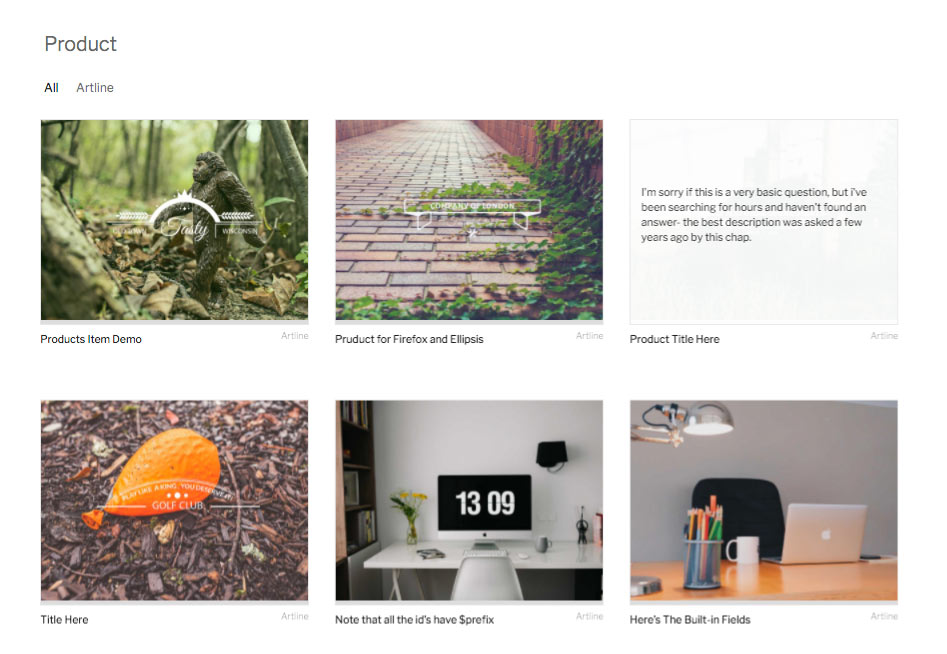 Product
All Artline
Tasty
WISCONSIN
COMPANY OF LONDON
I'm sorry if this is a very basic question, but i've
been searching for hours and haven't found an
answer- the best description was asked a few
years ago by this chap.
Products Item Demo Artline
Pruduct for Firefox and Ellipsis Artline
Product Title Here Artline
PLAY LIKE A KING, YOU DESERVE IT
GOLF CLUB
13 09
Title Here Artline
Note that all the id's have $prefix Artline
Here's The Built-in Fields Artline